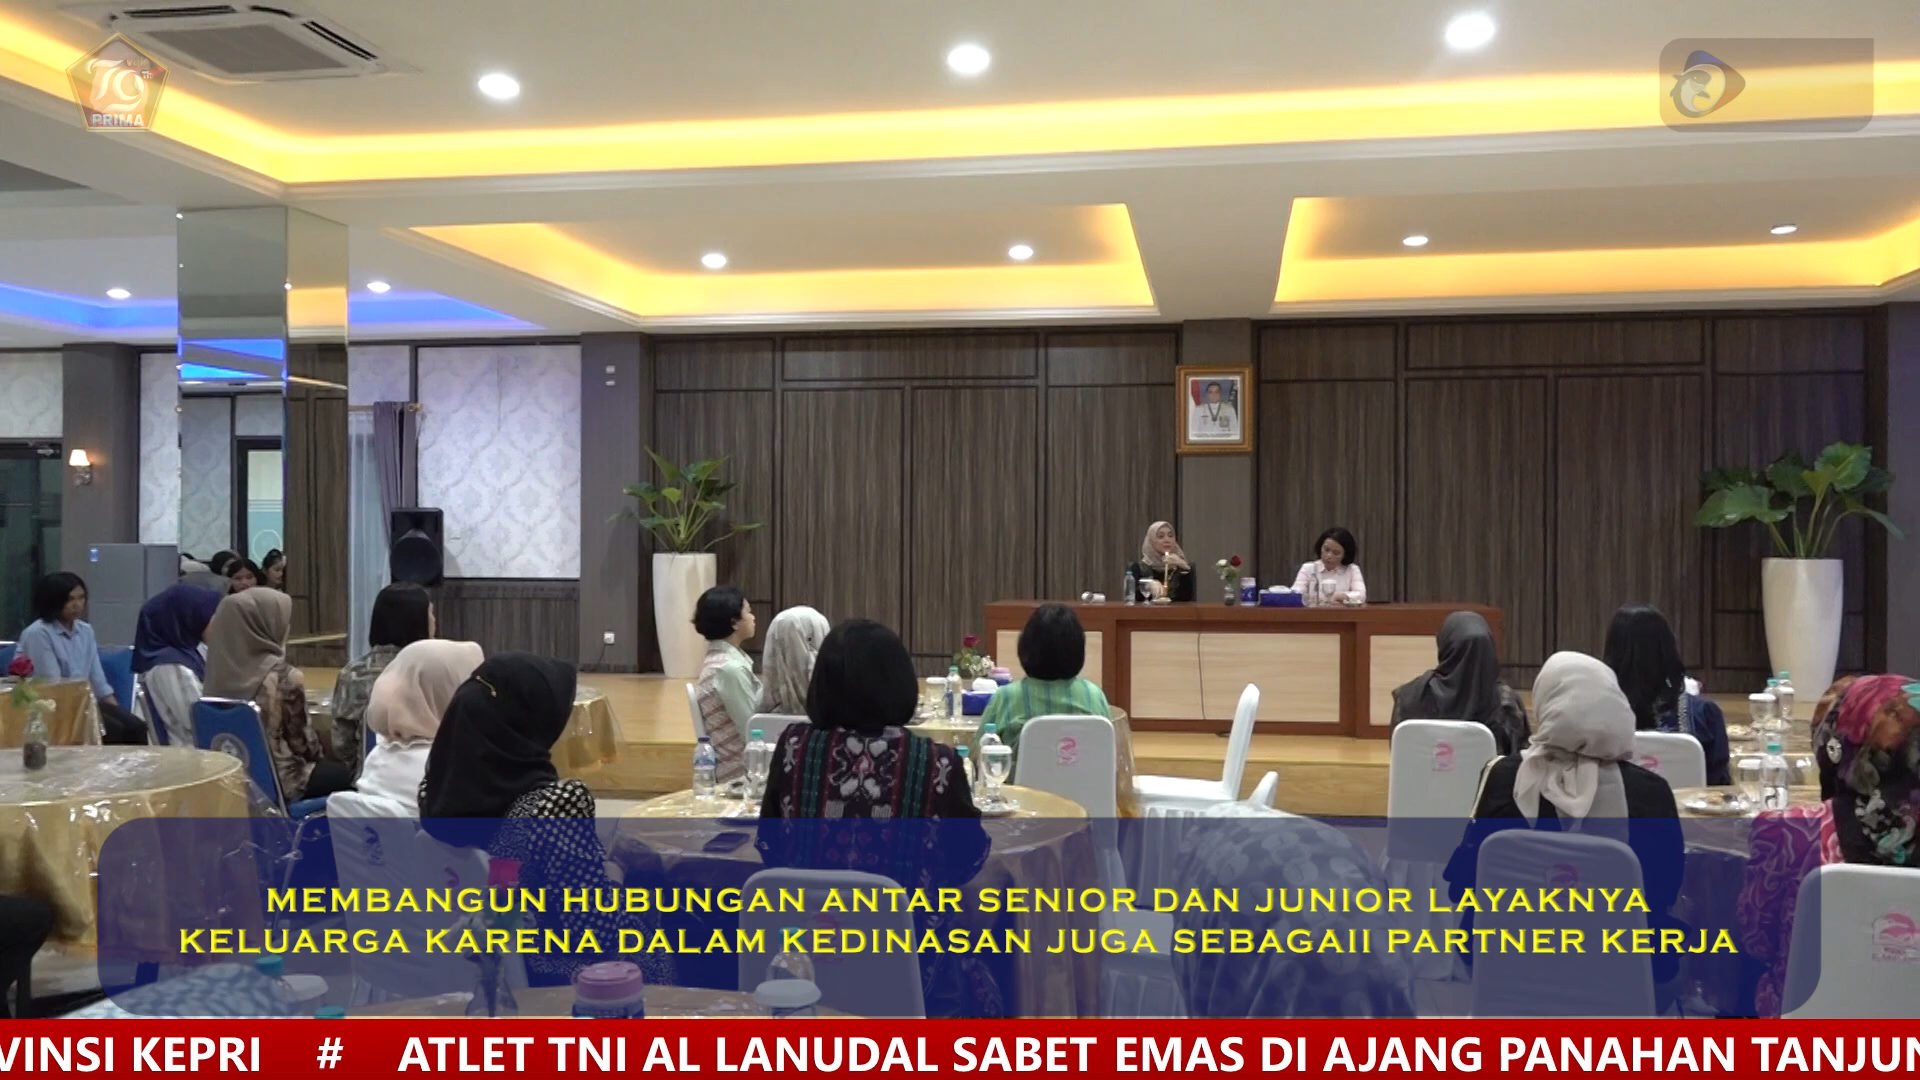 79
PRIMA
MEMBANGUN HUBUNGAN ANTAR SENIOR DAN JUNIOR LAYAKNYA
KELUARGA KARENA DALAM KEDINASAN JUGA SEBAGAII PARTNER KERJA
VINSI KEPRI # ATLET TNI AL LANUDAL SABET EMAS DI AJANG PANAHAN TANJUN